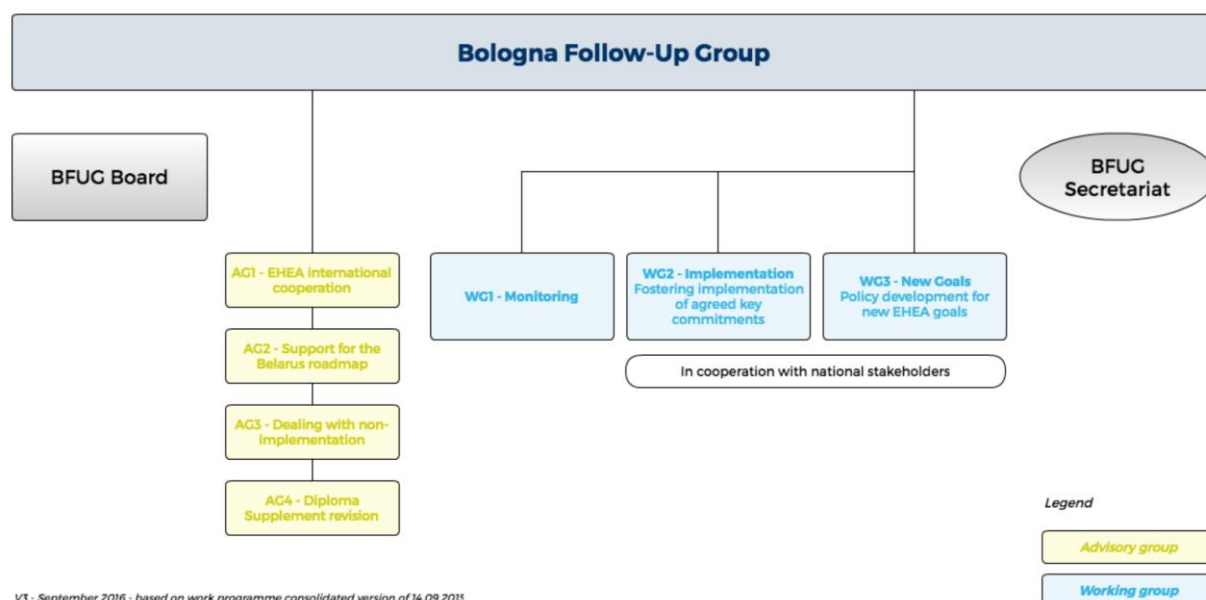 Bologna Follow-Up Group
BFUG Board
BFUG
Secretariat
AG1 - EHEA international
cooperation
WG1 - Monitoring
WG2 - Implementation
Fostering implementation
of agreed key
commitments
WG3 - New Goals
Policy development for
new EHEA goals
AG2 - Support for the
Belarus roadmap
In cooperation with national stakeholders
AG3 - Dealing with non-
implementation
AG4 - Diploma
Supplement revision
Legend
Advisory group
Working group
V3 - September 2016 - based on work programme consolidated version of 14.09.2015